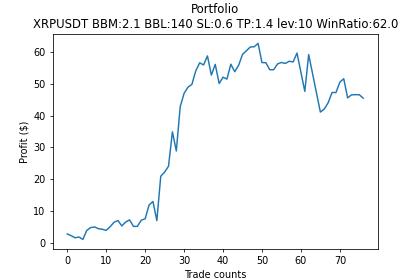 Portfolio
XRPUSDT BBM:2.1 BBL:140 SL:0.6 TP:1.4 lev:10 WinRatio:62.0
60
50
40
30
20
10
0
Profit ($)
0 10 20 30 40 50 60 70
Trade counts